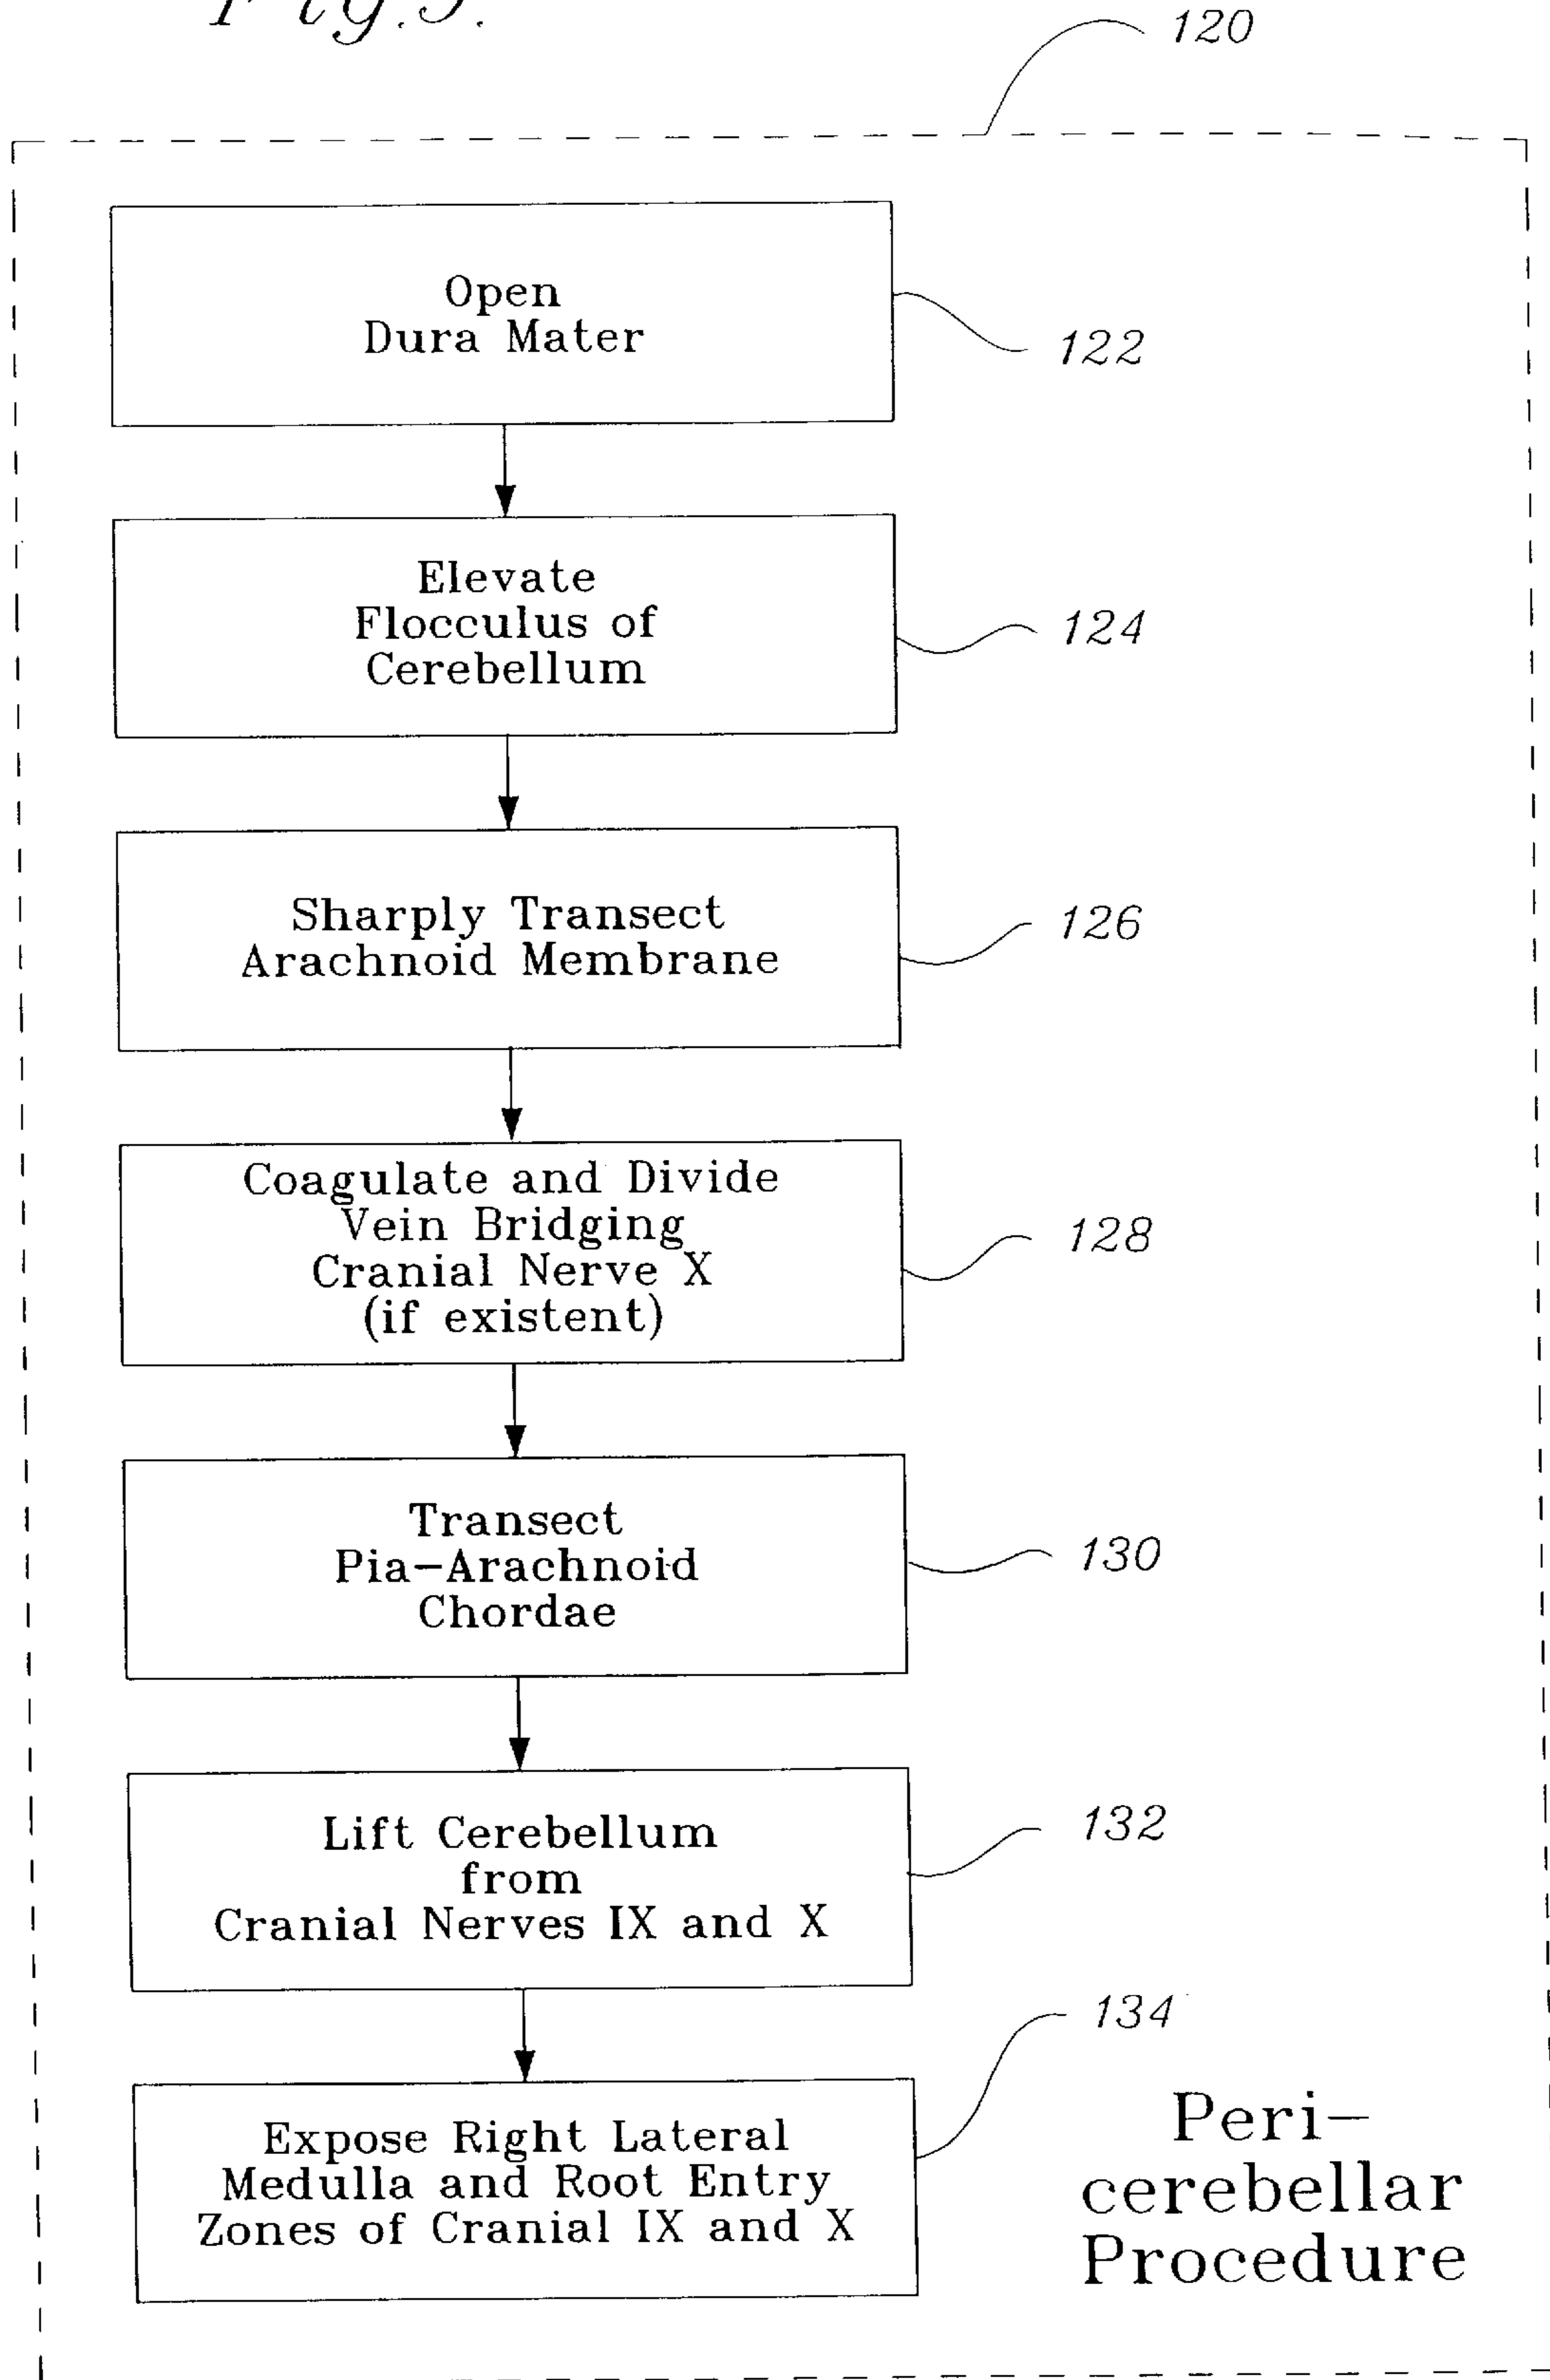 120
Open
Dura Mater
122
Elevate
Flocculus of
Cerebellum
124
Sharply Transect
Arachnoid Membrane
126
Coagulate and Divide
Vein Bridging
Cranial Nerve X
(if existent)
128
Transect
Pia-Arachnoid
Chordae
130
Lift Cerebellum
from
Cranial Nerves IX and X
132
Expose Right Lateral
Medulla and Root Entry
Zones of Cranial IX and X
134
Peri-
cerebellar
Procedure